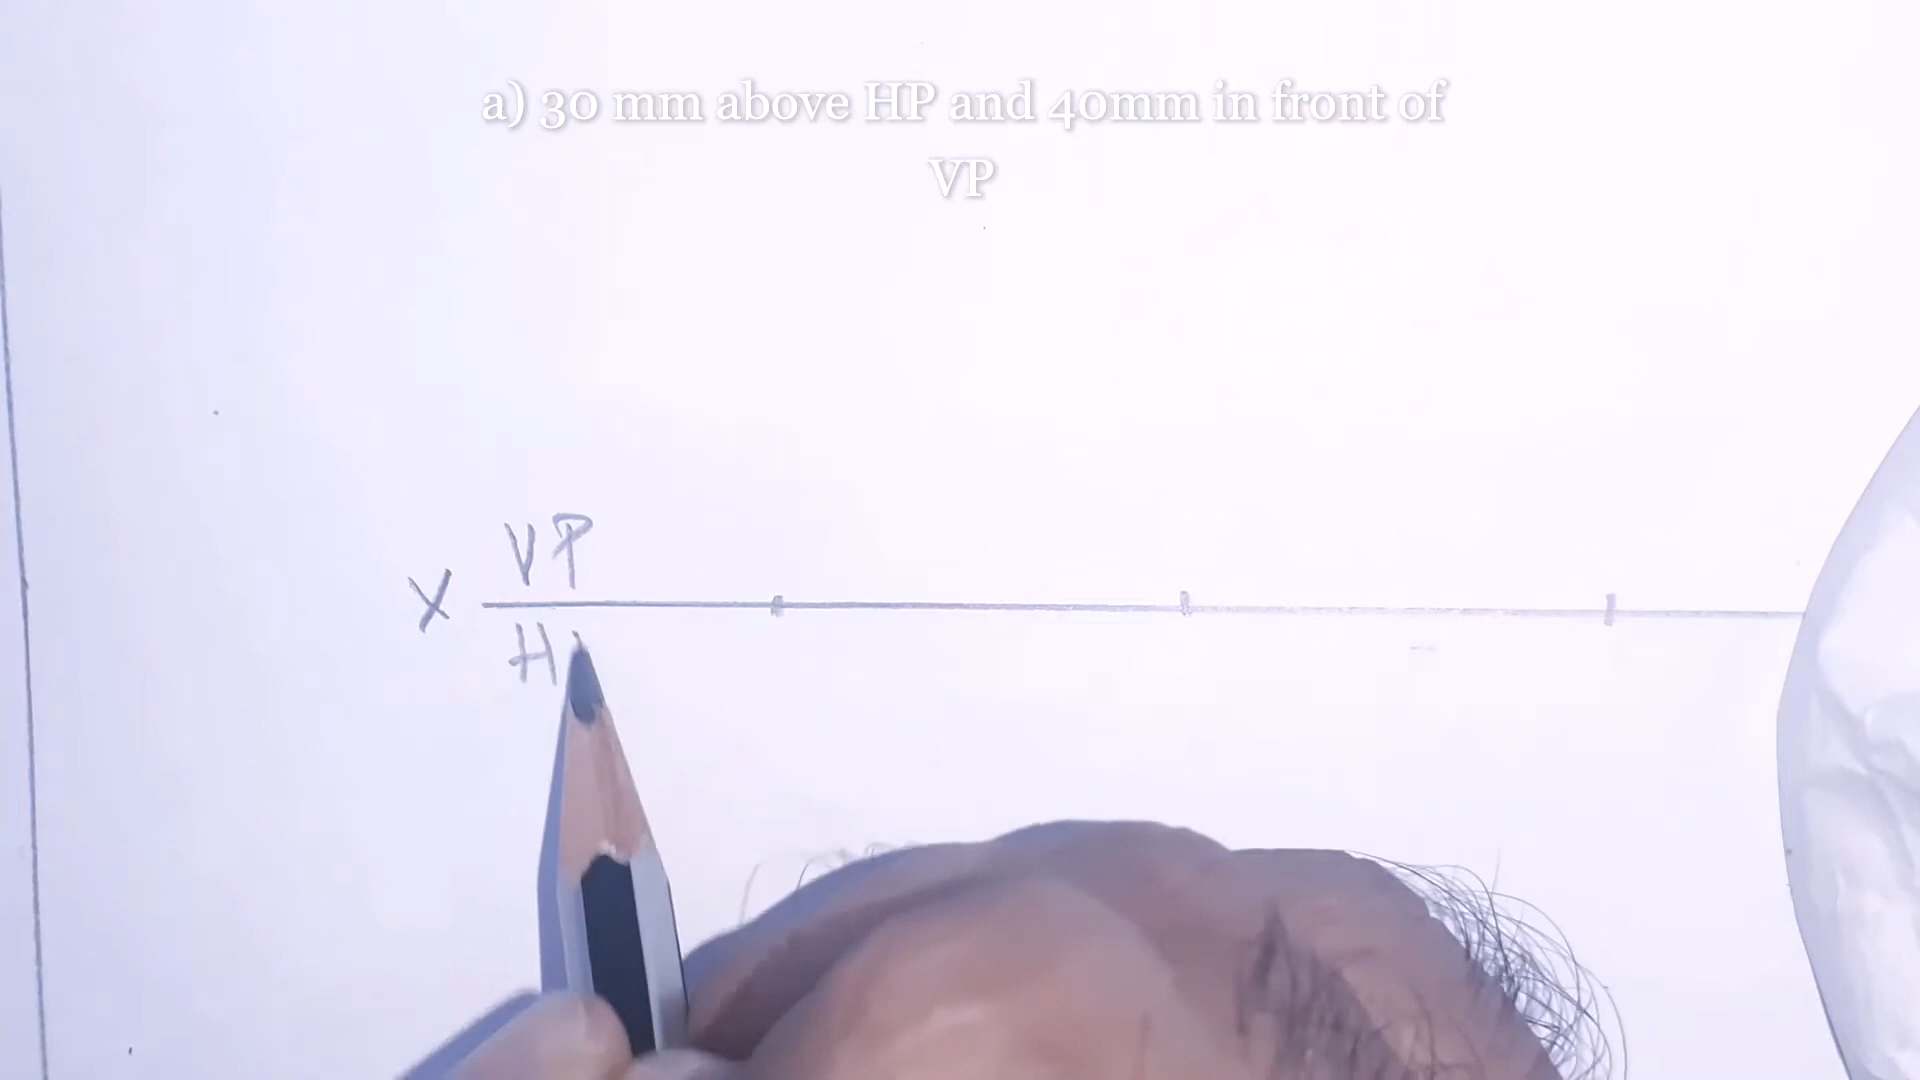 a) 30 mm above HP and 40mm in front of
VP
VP
X
H